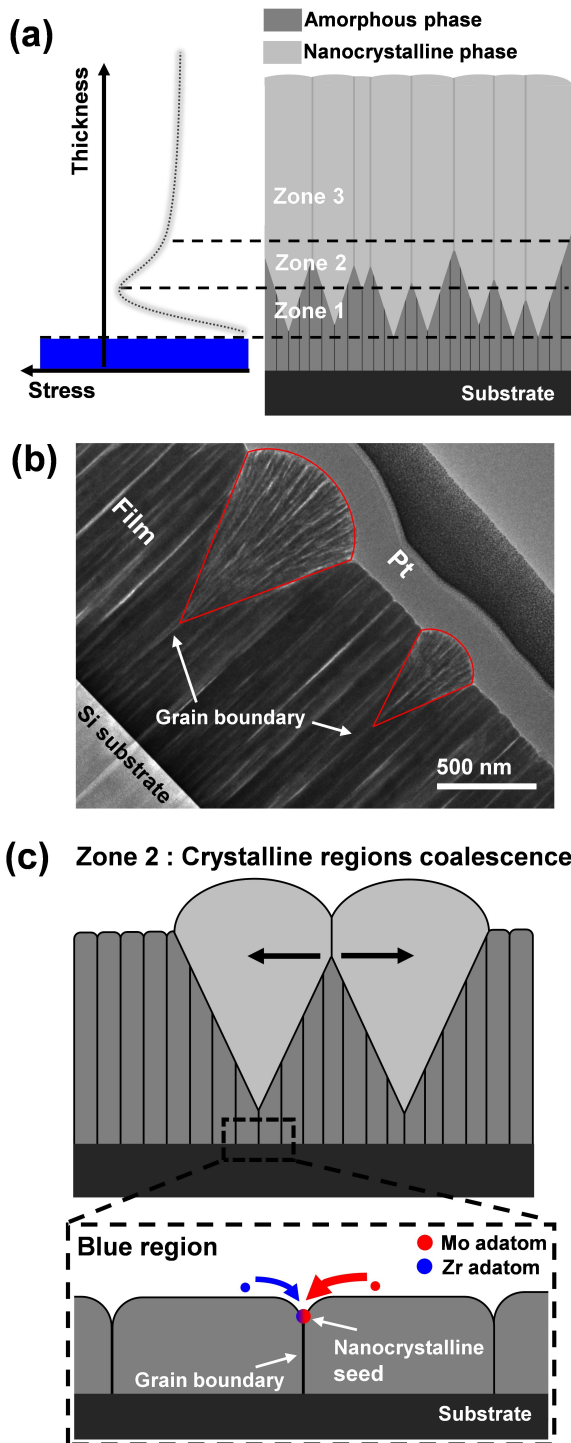 (a)
Amorphous phase
Nanocrystalline phase
Thickness
Zone 3
Zone 2
Zone 1
Stress
Substrate
(b)
Film
Pt
Grain boundary
Si substrate
500 nm
(c)
Zone 2 : Crystalline regions coalescence
Blue region
Mo adatom
Zr adatom
Nanocrystalline
seed
Grain boundary
Substrate